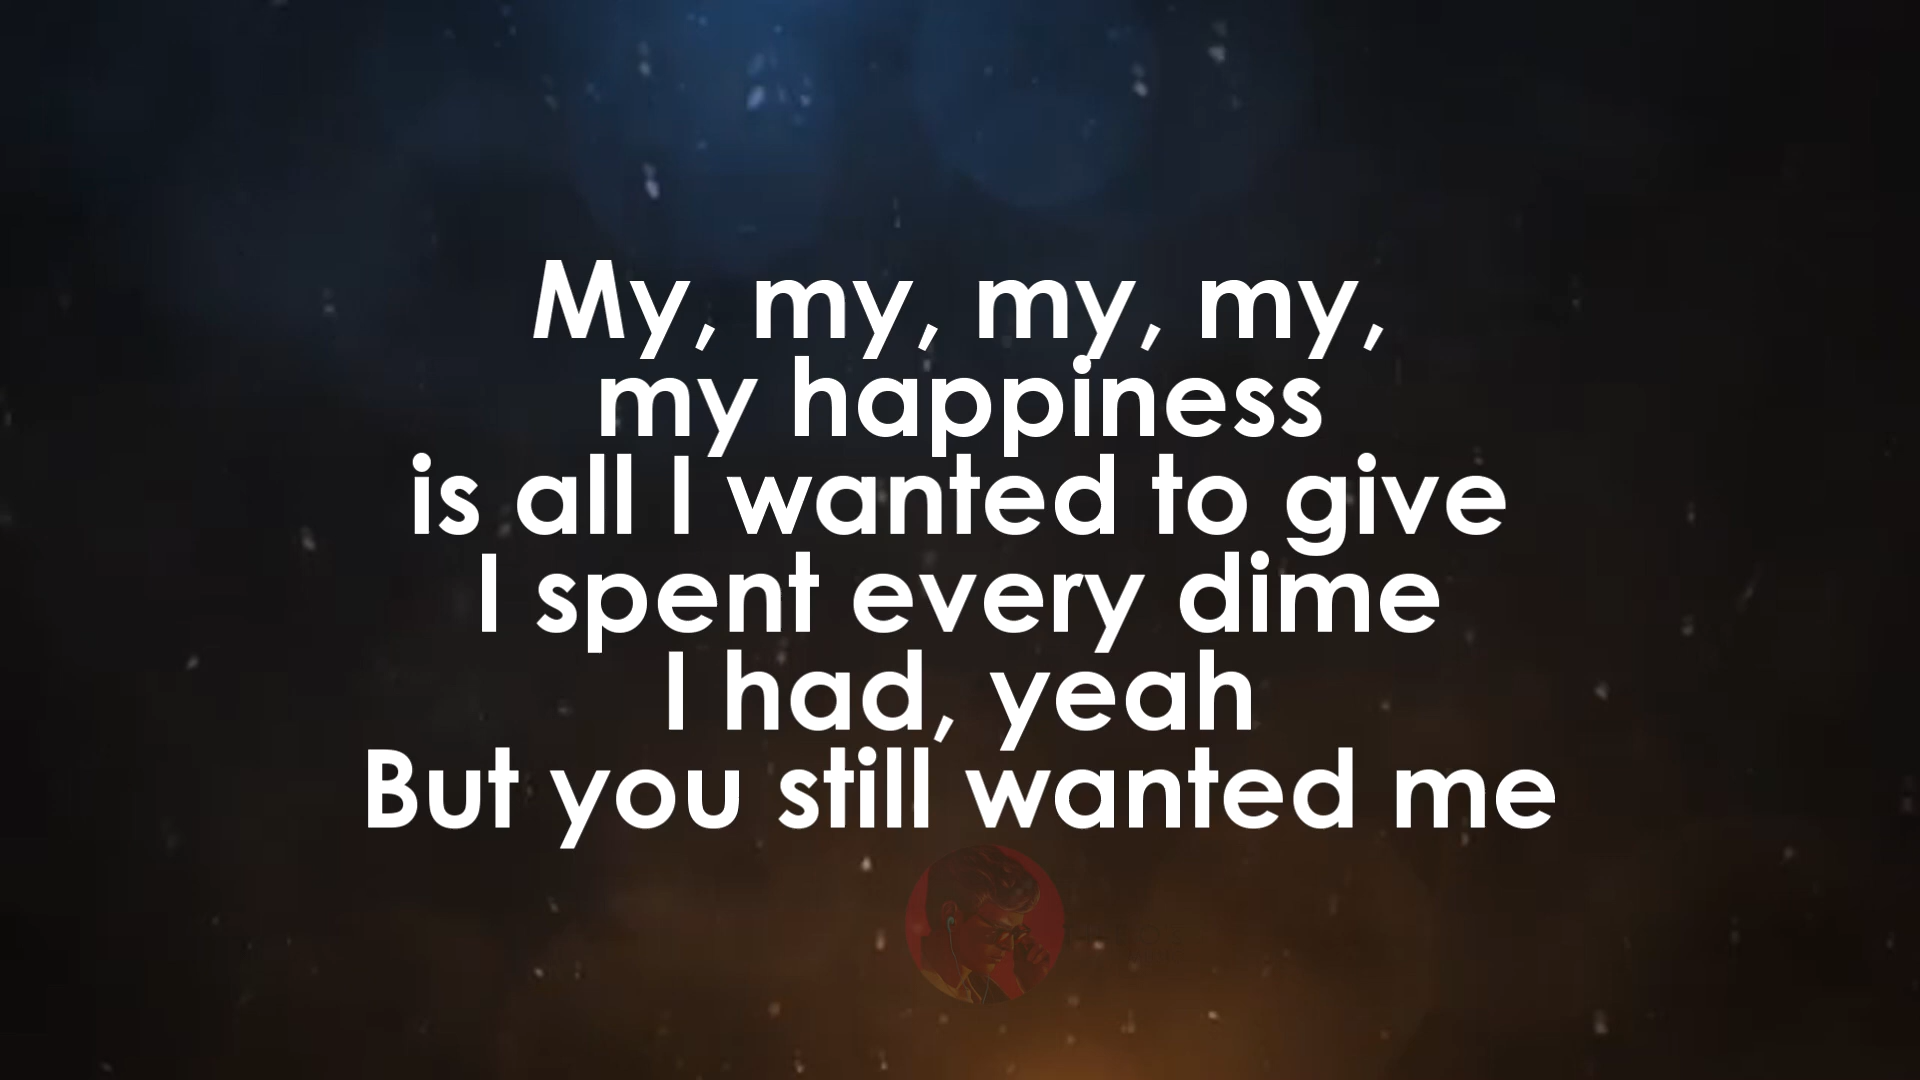 My, my, my, my,
my happiness
is all I wanted to give
I spent every dime
I had, yeah
But you still wanted me